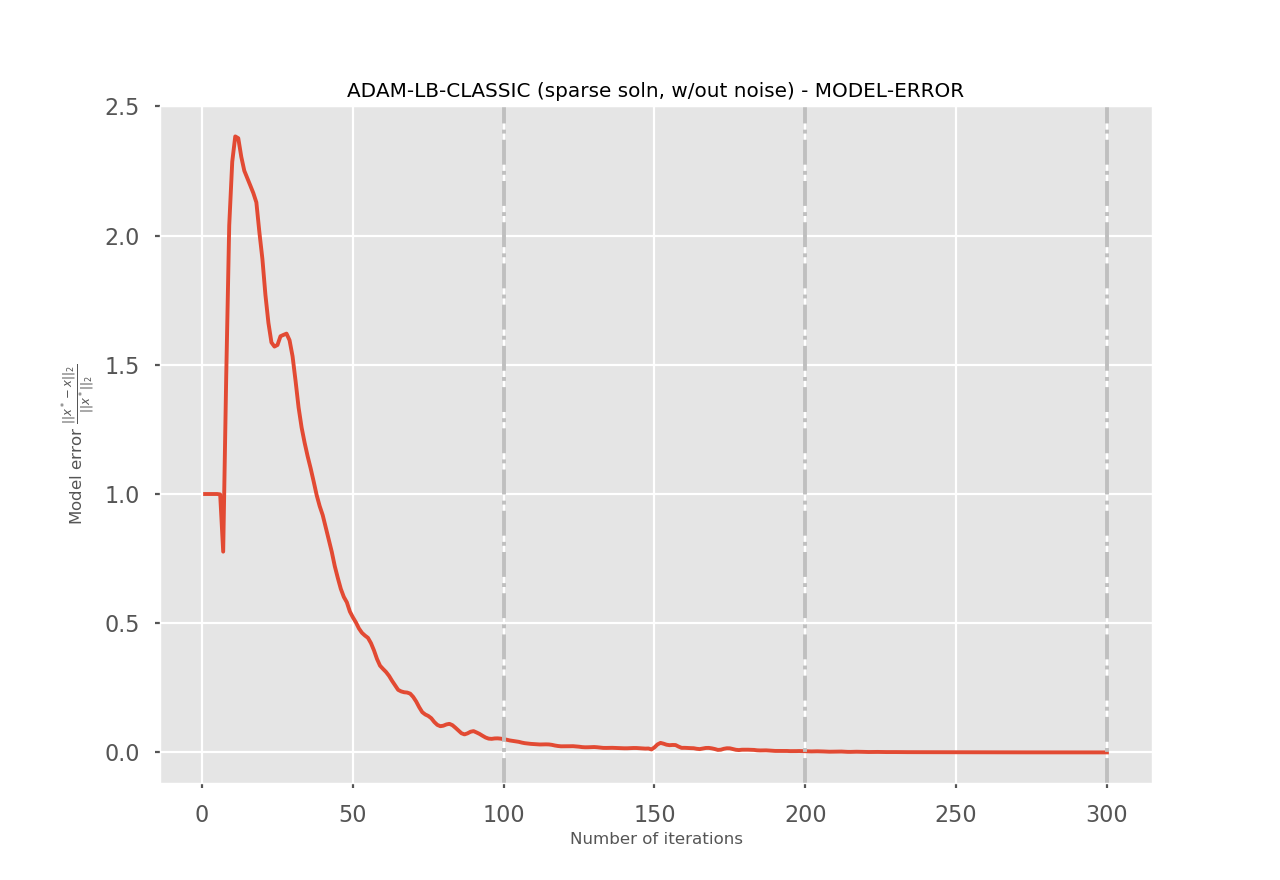 ADAM-LB-CLASSIC (sparse soln, w/out noise) - MODEL-ERROR
2.5
2.0
1.5
1.0
0.5
0.0
Model error ||x* − x||₂ / ||x*||₂
0 50 100 150 200 250 300
Number of iterations